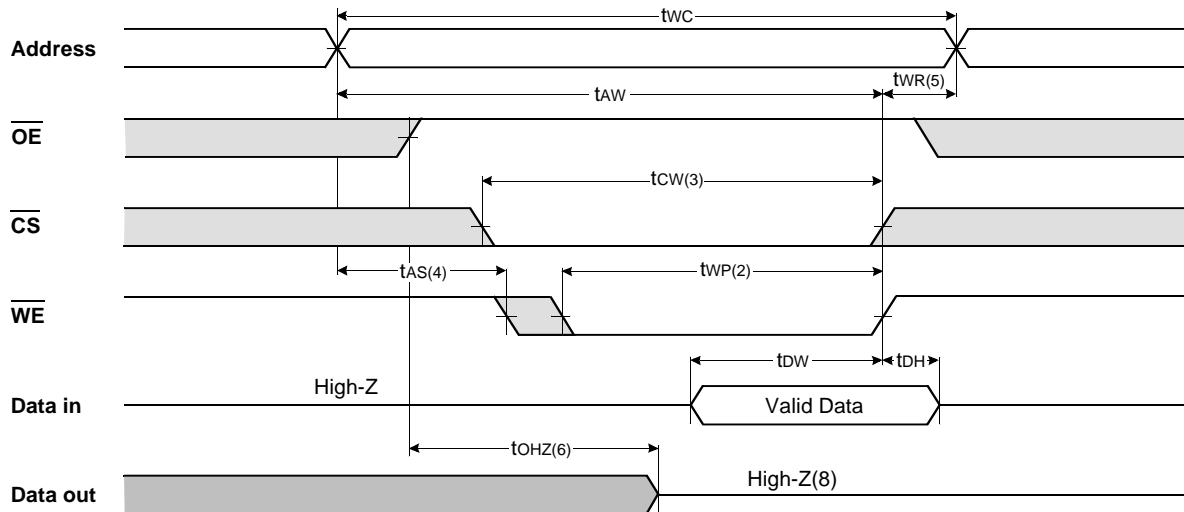 tWC
Address
tWR(5)
tAW
OE
tCW(3)
CS
tAS(4)
tWP(2)
WE
tDW
tDH
High-Z
Data in
Valid Data
tOHZ(6)
High-Z(8)
Data out